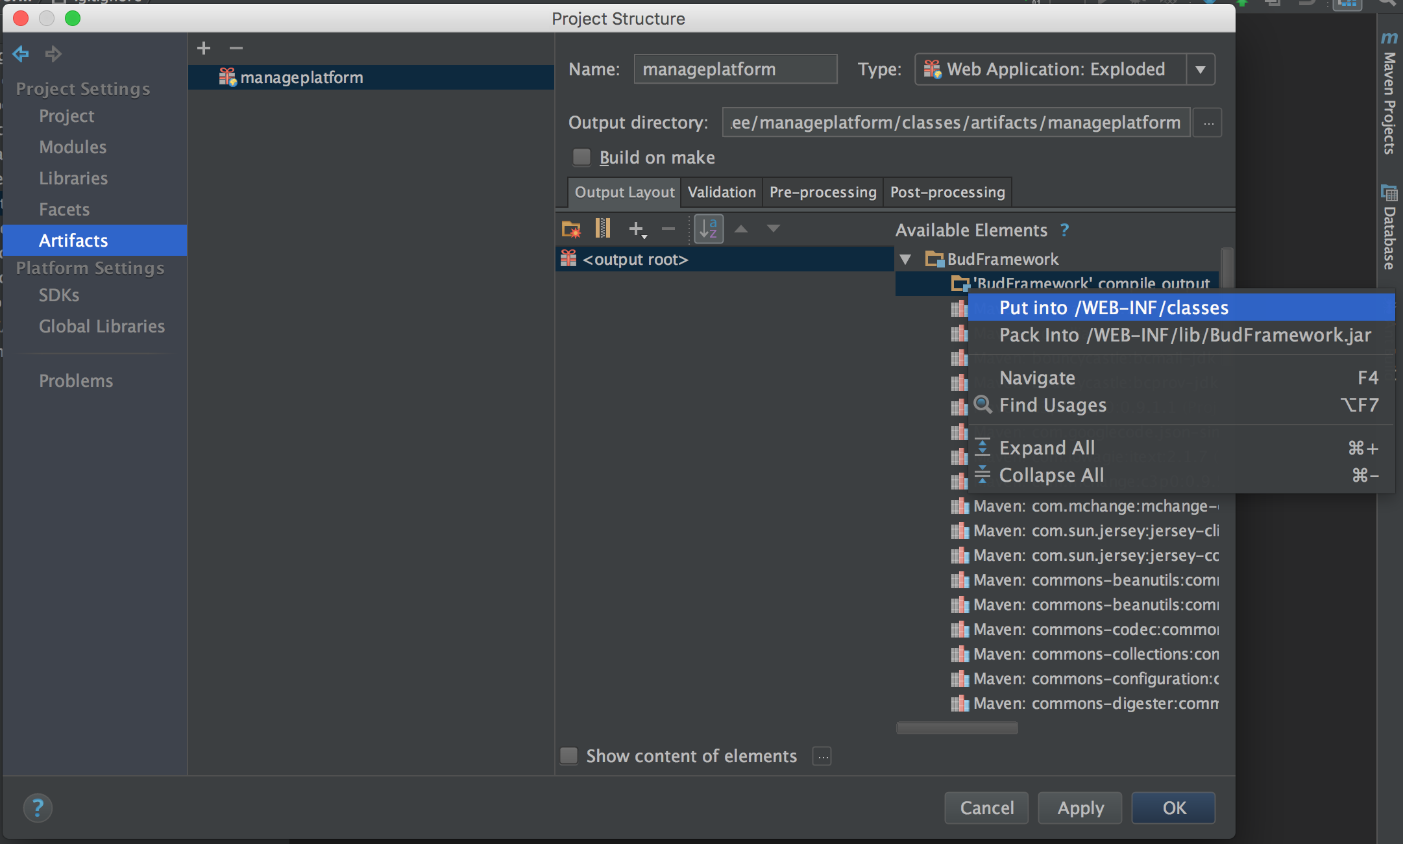 Project Structure
Project Settings
Project
Modules
Libraries
Facets
Artifacts
Platform Settings
SDKs
Global Libraries
Problems
manageplatform
Name: manageplatform Type: Web Application: Exploded
Output directory: .ee/manageplatform/classes/artifacts/manageplatform ...
Build on make
Output Layout Validation Pre-processing Post-processing
Available Elements ?
<output root>
BudFramework
'BudFramework' compile output
Put into /WEB-INF/classes
Pack Into /WEB-INF/lib/BudFramework.jar
Navigate F4
Find Usages ⌥F7
Expand All ⌘+
Collapse All ⌘-
Maven: com.mchange:mchange-
Maven: com.sun.jersey:jersey-cli
Maven: com.sun.jersey:jersey-co
Maven: commons-beanutils:com
Maven: commons-beanutils:com
Maven: commons-codec:common
Maven: commons-collections:con
Maven: commons-configuration:c
Maven: commons-digester:comm
Show content of elements ...
? Cancel Apply OK
m Maven Projects
Database